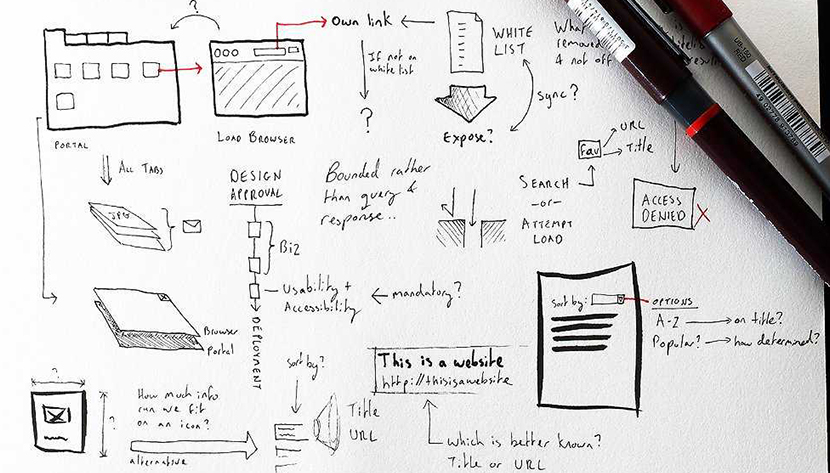 ?
Own link
WHITE
LIST
What
removed
& not off
If not on
white list
?
sync?
Expose?
PORTAL
LOAD BROWSER
ALL TABS
DESIGN
APPROVAL
Bounded rather
than query &
response..
fav
URL
Title
SEARCH
-or-
ATTEMPT
LOAD
ACCESS
DENIED
X
Biz
Usability +
Accessibility
mandatory?
DEPLOYMENT
Browser
Portal
sort by:
OPTIONS
A-Z
on title?
Popular?
how determined?
This is a website
http://thisisawebsite
sort by?
Title
URL
?
?
How much info
can we fit
on an icon?
alternative
which is better known?
Title or URL